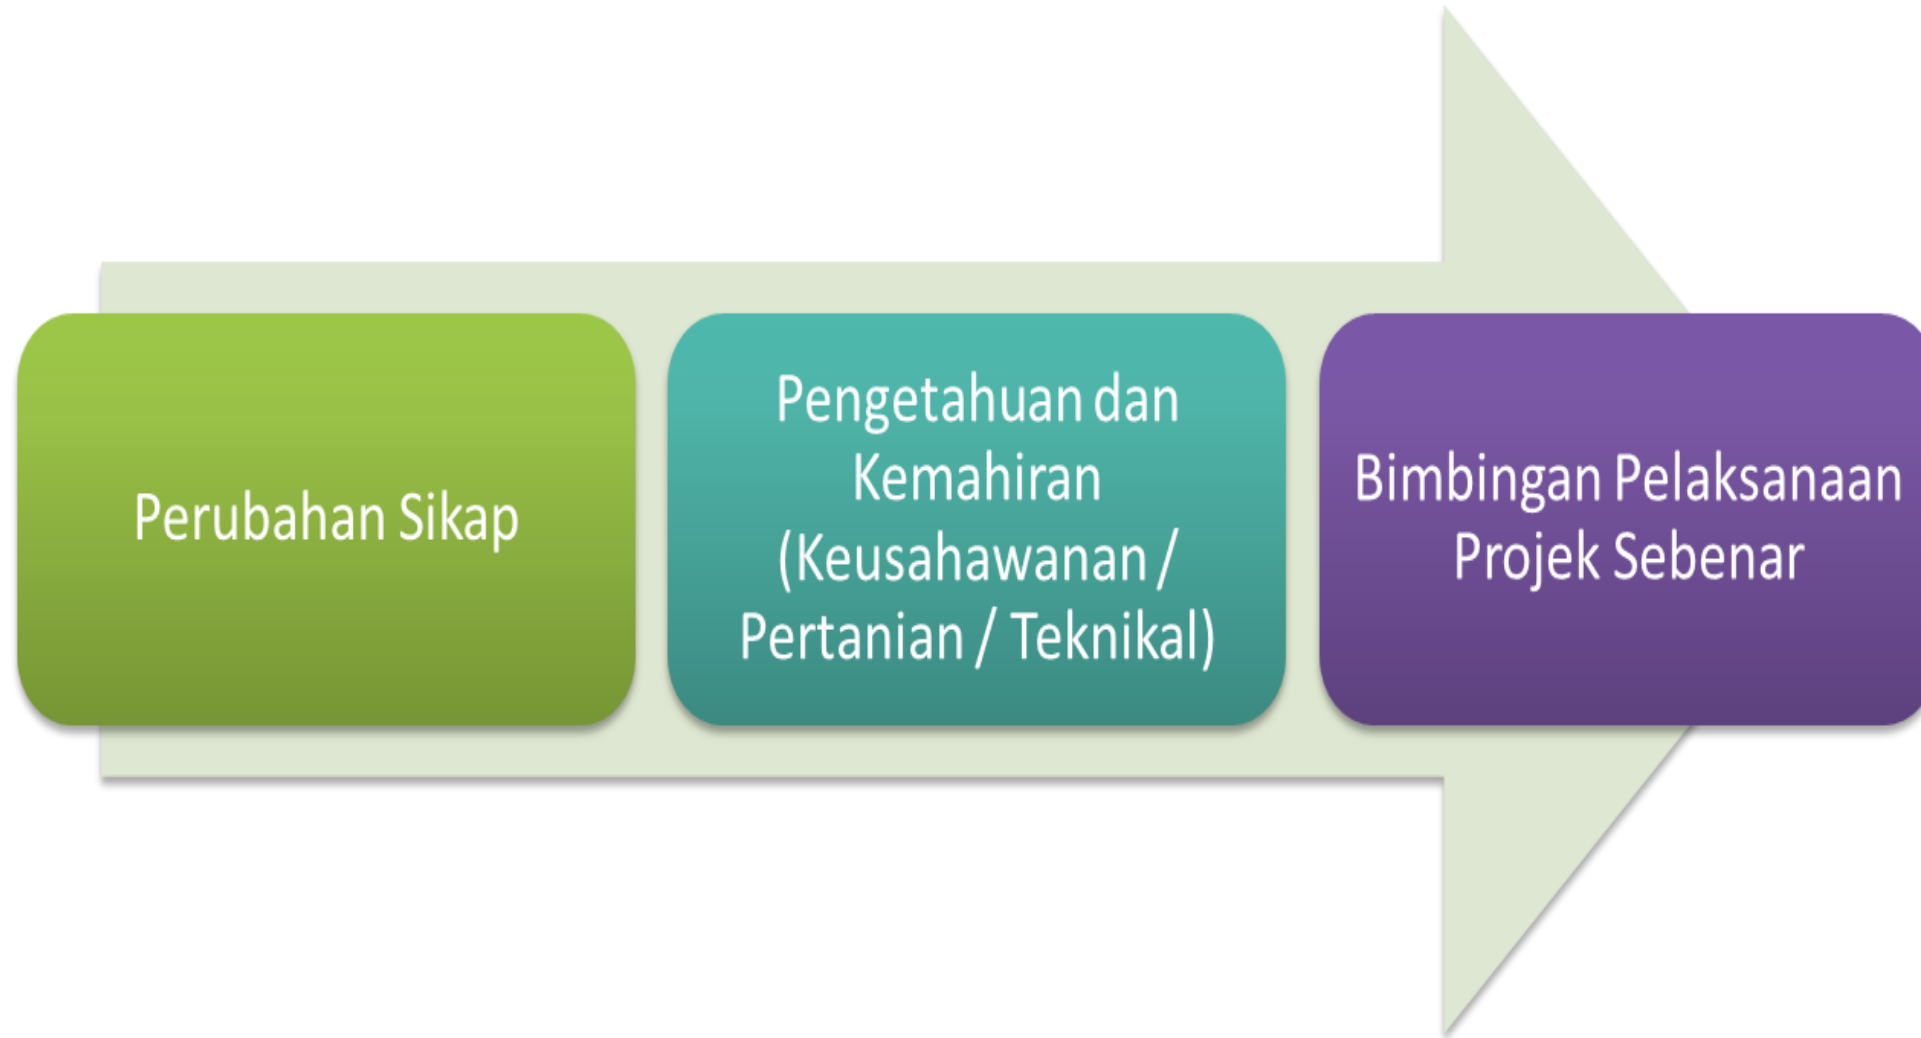 Perubahan Sikap
Pengetahuan dan
Kemahiran
(Keusahawanan /
Pertanian / Teknikal)
Bimbingan Pelaksanaan
Projek Sebenar